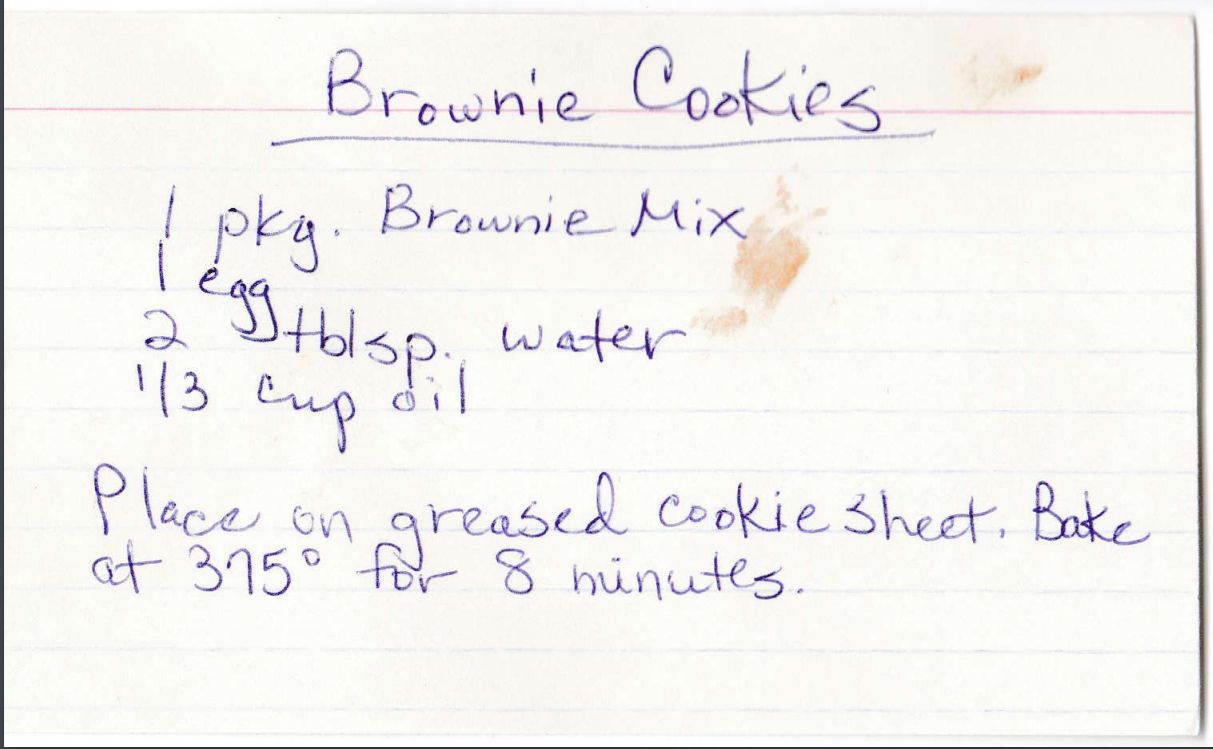 Brownie Cookies
1 pkg. Brownie Mix
1 egg
2 tblsp. water
1/3 cup oil
Place on greased cookie sheet. Bake
at 375° for 8 minutes.